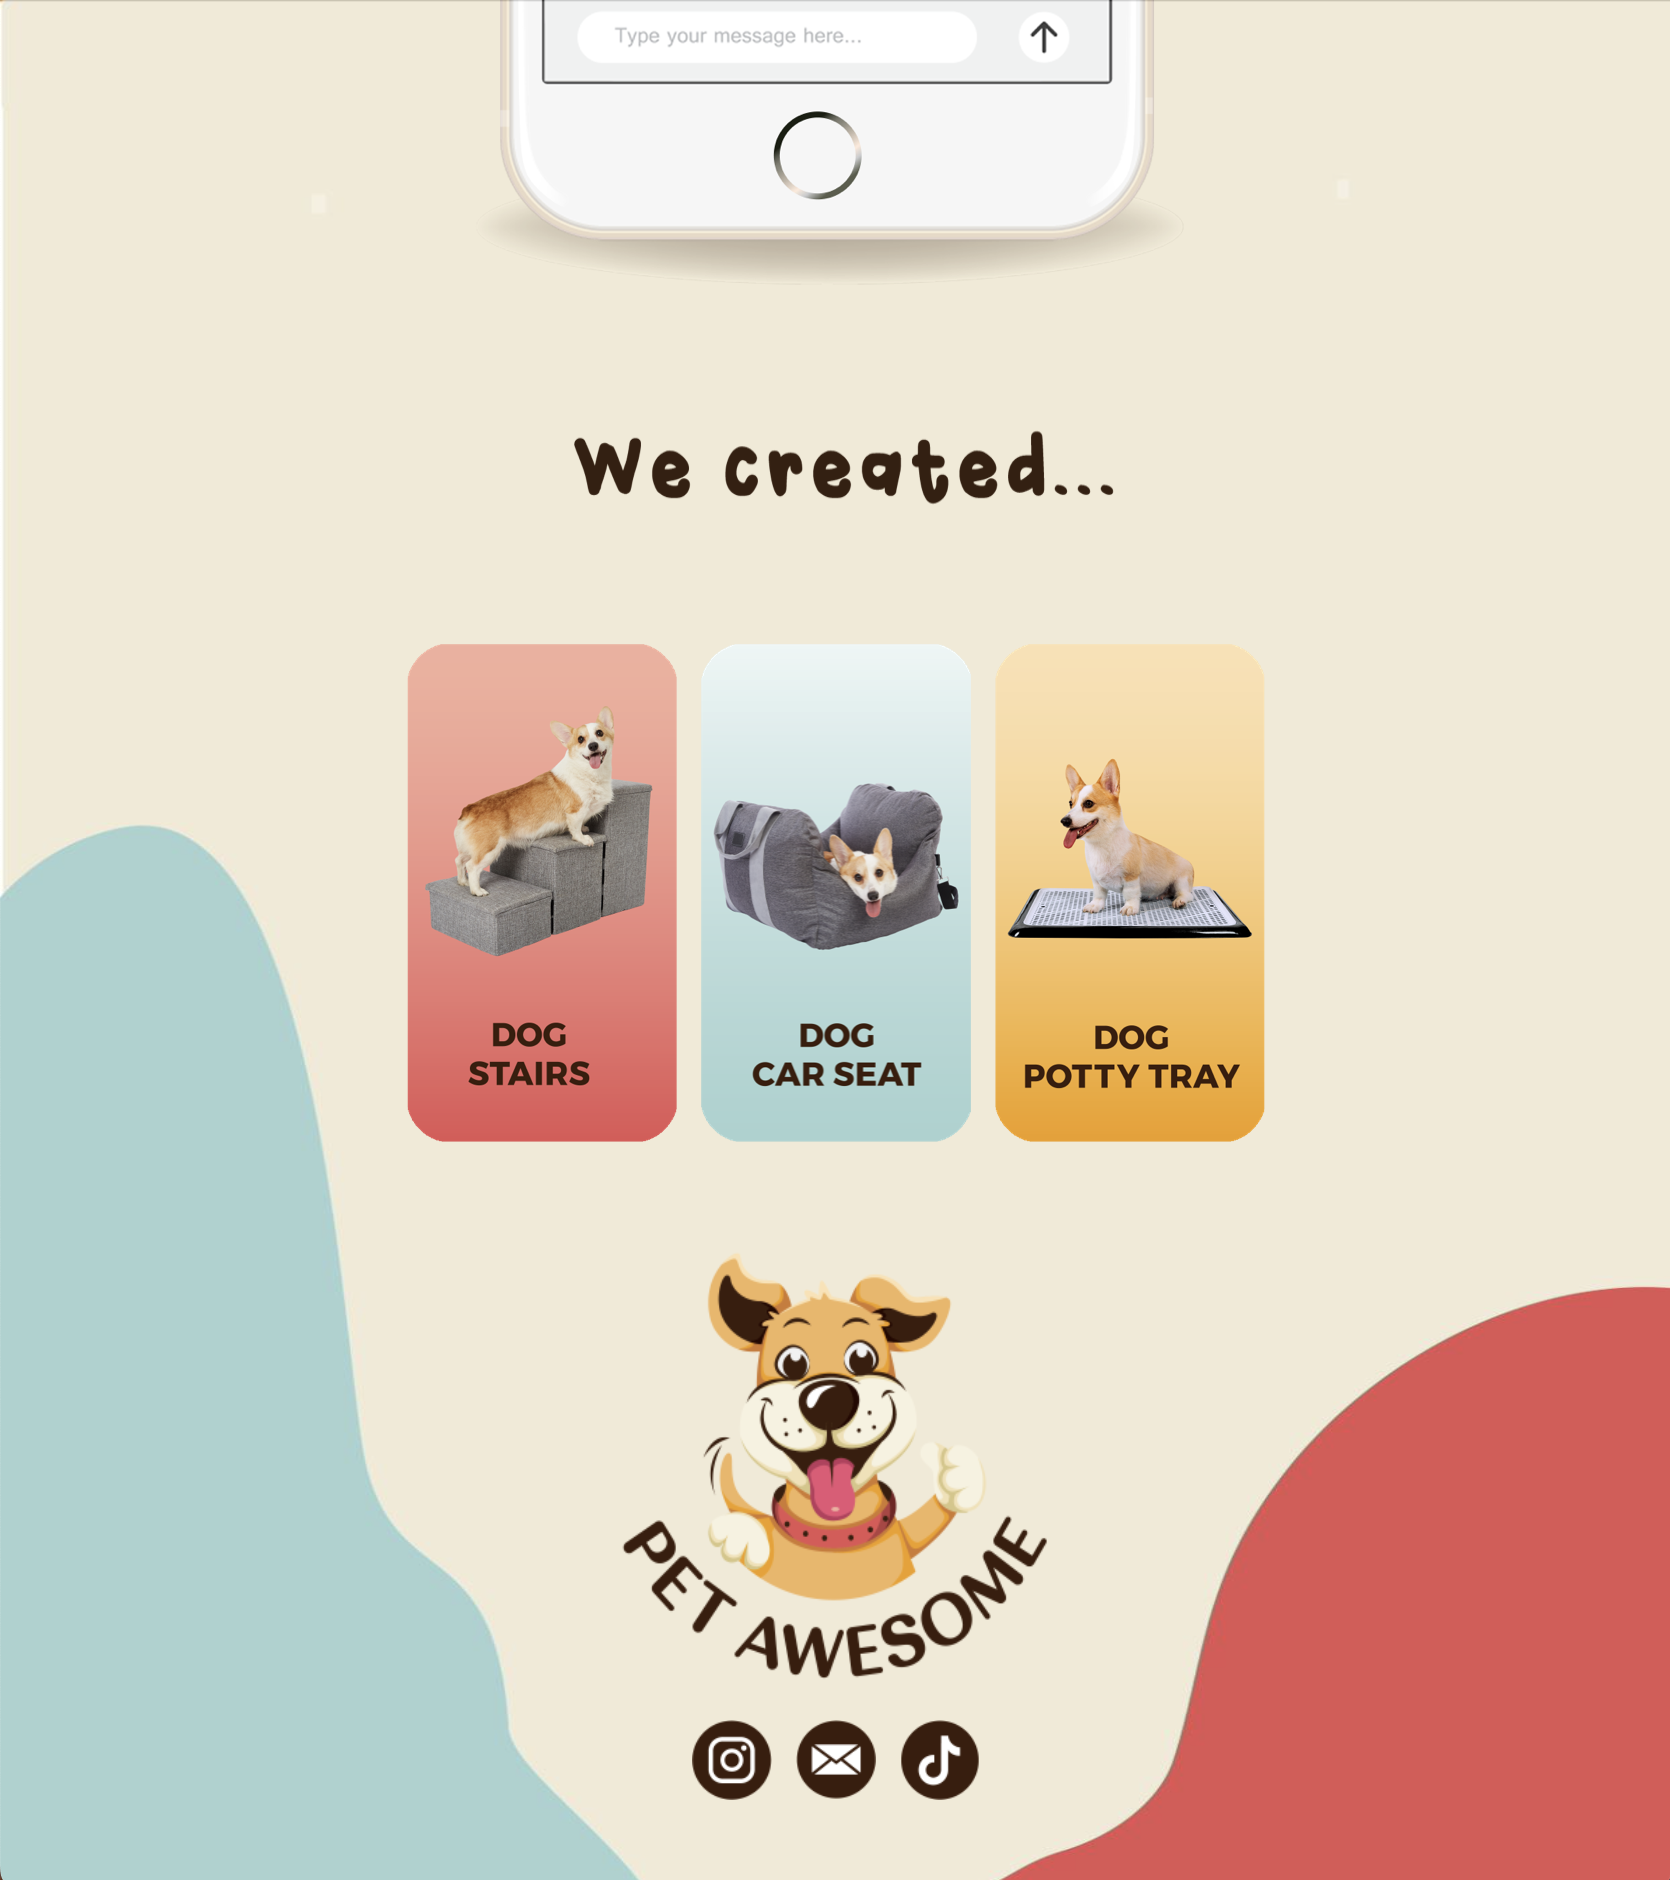 Type your message here...
We created...
DOG
STAIRS
DOG
CAR SEAT
DOG
POTTY TRAY
PET AWESOME